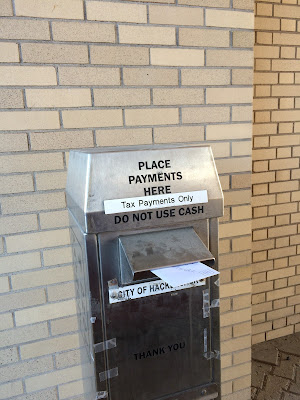 PLACE
PAYMENTS
HERE
Tax Payments Only
DO NOT USE CASH
CITY OF
THANK YOU